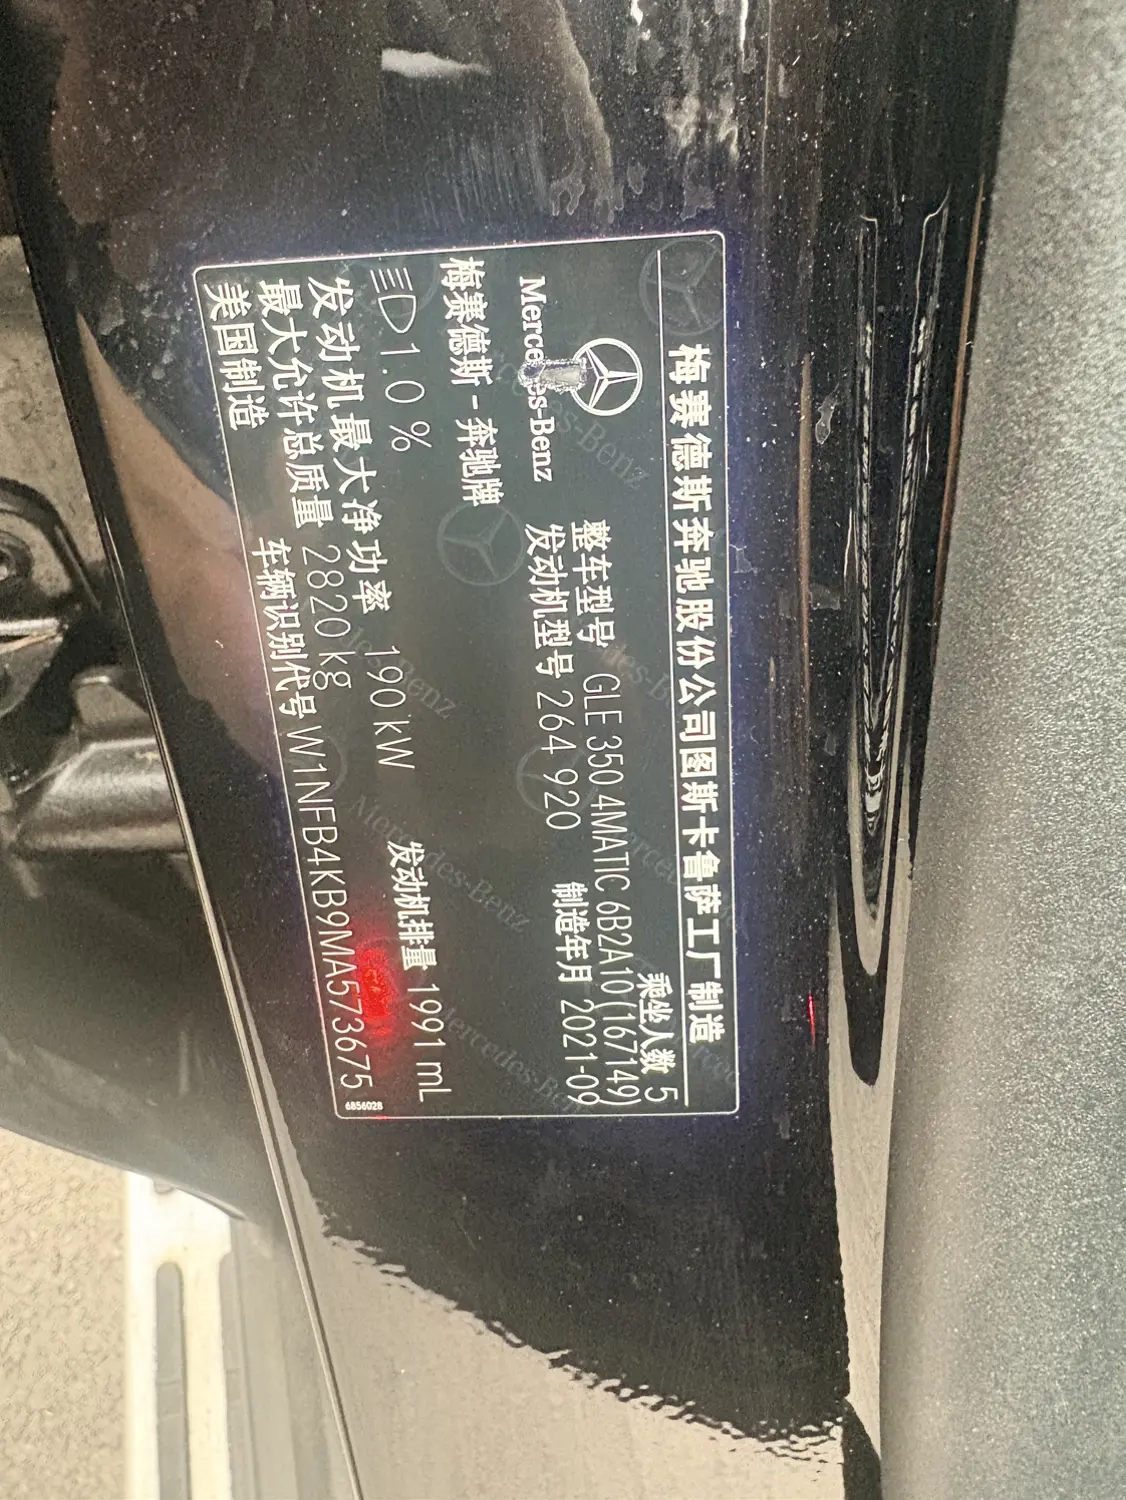 梅赛德斯奔驰股份公司图斯卡鲁萨工厂制造
乘坐人数 5
整车型号 GLE 350 4MATIC 6B2A10(167149)
Mercedes-Benz
发动机型号 264 920 制造年月 2021-09
梅赛德斯-奔驰牌
1.0 %
发动机排量 1991 mL
发动机最大净功率 190 kW
最大允许总质量 2820 kg
美国制造
车辆识别代号 W1NFB4KB9MA573675
6856028